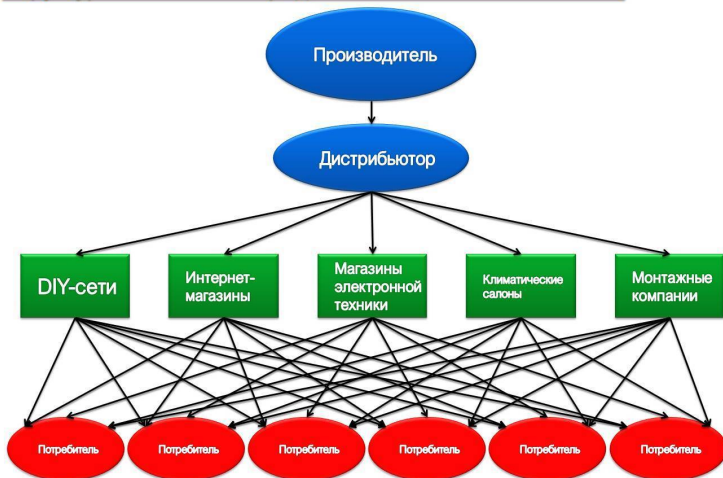 Производитель
Дистрибьютор
DIY-сети
Интернет-
магазины
Магазины
электронной
техники
Климатические
салоны
Монтажные
компании
Потребитель
Потребитель
Потребитель
Потребитель
Потребитель
Потребитель